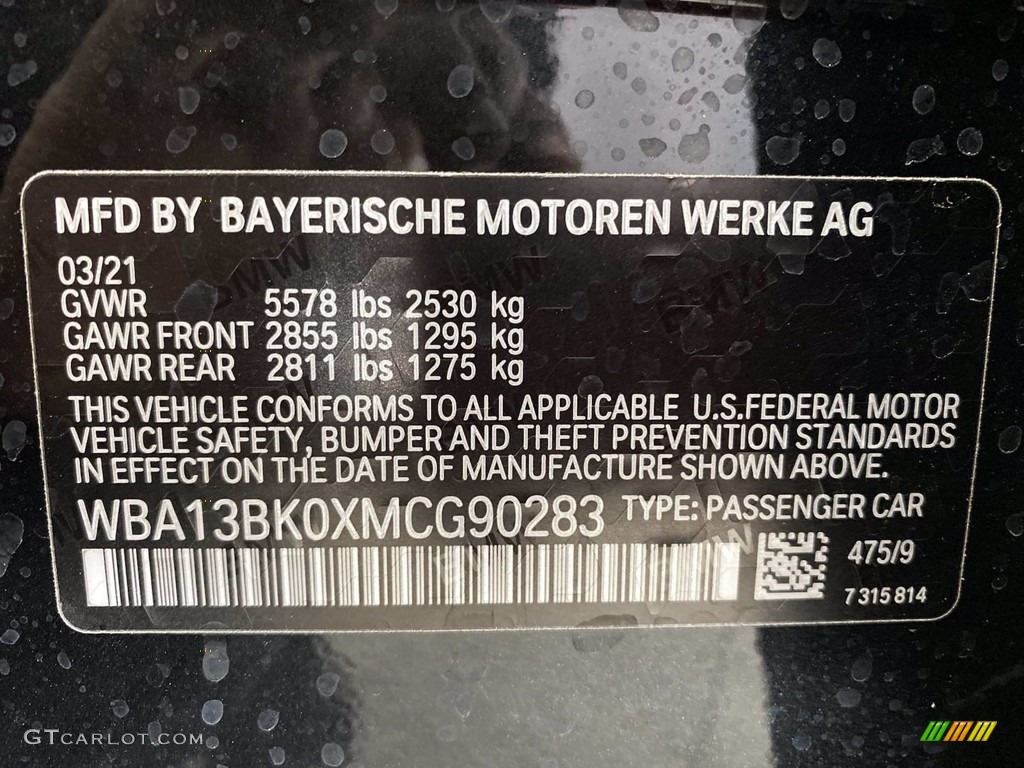 MFD BY BAYERISCHE MOTOREN WERKE AG
03/21
GVWR 5578 lbs 2530 kg
GAWR FRONT 2855 lbs 1295 kg
GAWR REAR 2811 lbs 1275 kg
THIS VEHICLE CONFORMS TO ALL APPLICABLE U.S.FEDERAL MOTOR
VEHICLE SAFETY, BUMPER AND THEFT PREVENTION STANDARDS
IN EFFECT ON THE DATE OF MANUFACTURE SHOWN ABOVE.
WBA13BK0XMCG90283 TYPE: PASSENGER CAR
475/9
7 315 814
GTcarlot.com